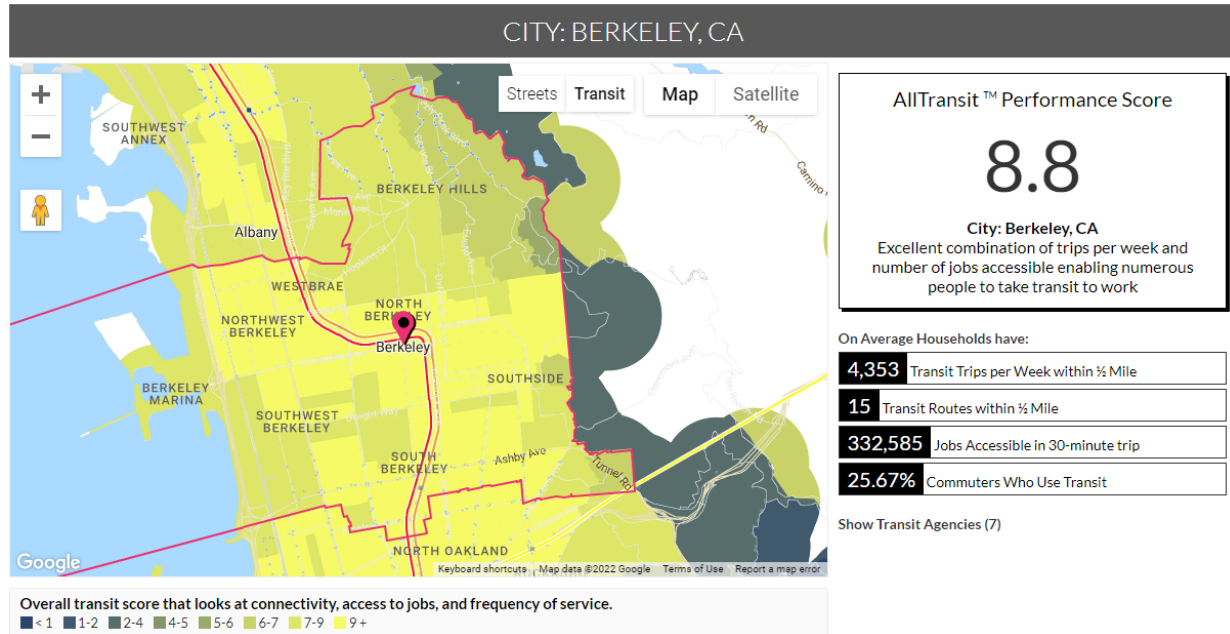 CITY: BERKELEY, CA
Streets Transit
Map Satellite
SOUTHWEST
ANNEX
BERKELEY HILLS
Albany
WESTBRAE
NORTH
BERKELEY
NORTHWEST
BERKELEY
Berkeley
BERKELEY
MARINA
SOUTHSIDE
SOUTHWEST
BERKELEY
SOUTH
BERKELEY
Ashby Ave
Tunnel Rd
NORTH OAKLAND
Camino
Google
Keyboard shortcuts Map data ©2022 Google Terms of Use Report a map error
Overall transit score that looks at connectivity, access to jobs, and frequency of service.
< 1 1-2 2-4 4-5 5-6 6-7 7-9 9 +
AllTransit ™ Performance Score
8.8
City: Berkeley, CA
Excellent combination of trips per week and
number of jobs accessible enabling numerous
people to take transit to work
On Average Households have:
4,353 Transit Trips per Week within ½ Mile
15 Transit Routes within ½ Mile
332,585 Jobs Accessible in 30-minute trip
25.67% Commuters Who Use Transit
Show Transit Agencies (7)